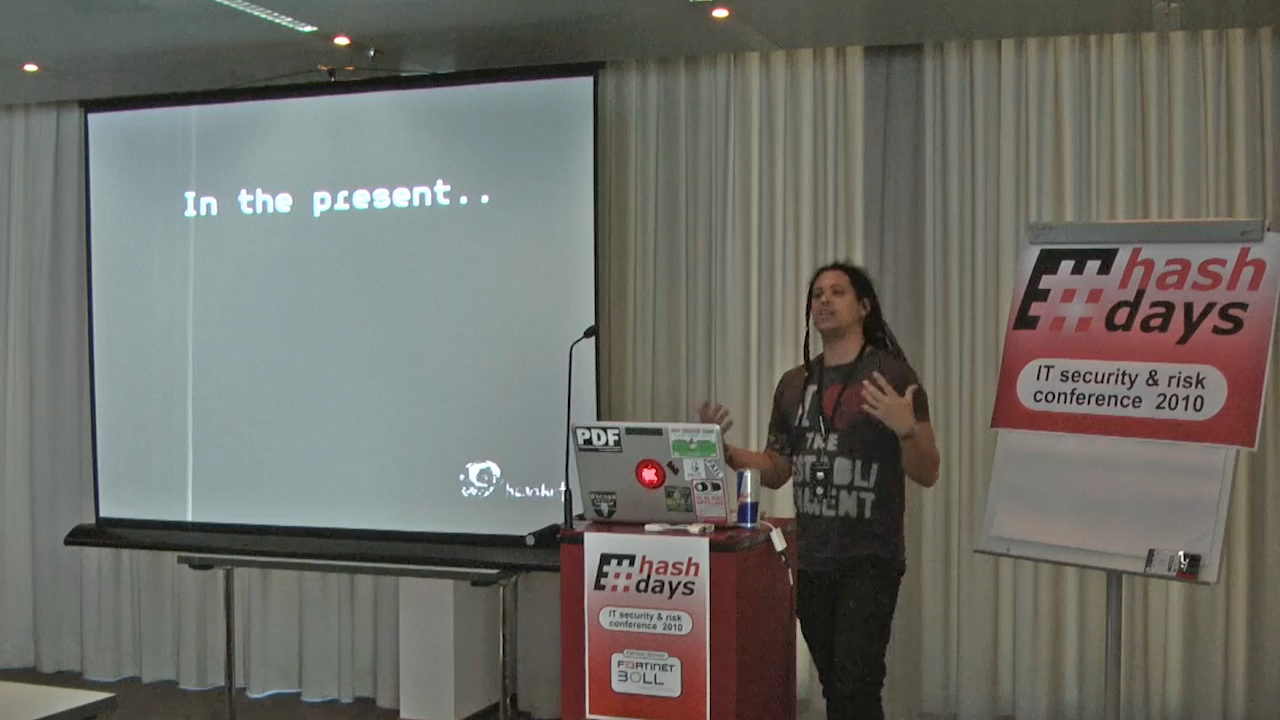 In the present..
hash
days
IT security & risk
conference 2010
PDF
THE
hash
days
IT security & risk
conference 2010
FORTINET
BOLL